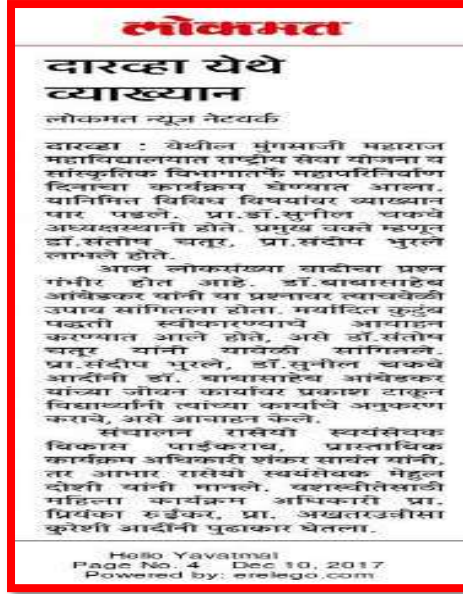 लोकमत
दारव्हा येथे
व्याख्यान
लोकमत न्यूज नेटवर्क
दारव्हा : येथील मुंगसाजी महाराज
महाविद्यालयात राष्ट्रीय सेवा योजना व
सांस्कृतिक विभागातर्फे महापरिनिर्वाण
दिनाचा कार्यक्रम घेण्यात आला.
यानिमित विविध विषयांवर व्याख्यान
पार पडले. प्रा.डॉ.सुनील चकवे
अध्यक्षस्थानी होते. प्रमुख वक्ते म्हणून
डॉ.संतोष चतूर, प्रा.संदीप भुरले
लाभले होते.
आज लोकसंख्या वाढीचा प्रश्न
गंभीर होत आहे. डॉ.बाबासाहेब
आंबेडकर यांनी या प्रश्नावर त्याचवेळी
उपाय सांगितला होता. मर्यादित कुटुंब
पद्धती स्वीकारण्याचे आवाहन
करण्यात आले होते, असे डॉ.संतोष
चतूर यांनी यावेळी सांगितले.
प्रा.संदीप भुरले, डॉ.सुनील चकवे
आदींनी डॉ. बाबासाहेब आंबेडकर
यांच्या जीवन कार्यावर प्रकाश टाकून
विद्यार्थ्यांनी त्यांच्या कार्याचे अनुकरण
करावे, असे आवाहन केले.
संचालन रासेयो स्वयंसेवक
विकास पाईकराव, प्रास्ताविक
कार्यक्रम अधिकारी शंकर सावंत यांनी,
तर आभार रासेयो स्वयंसेवक मेहुल
दोशी यांनी मानले. यशस्वीतेसाठी
महिला कार्यक्रम अधिकारी प्रा.
प्रियंका रुईकर, प्रा. अखतरउन्नीसा
कुरेशी आदींनी पुढाकार घेतला.
Hello Yavatmal
Page No. 4 Dec 10, 2017
Powered by: erelego.com